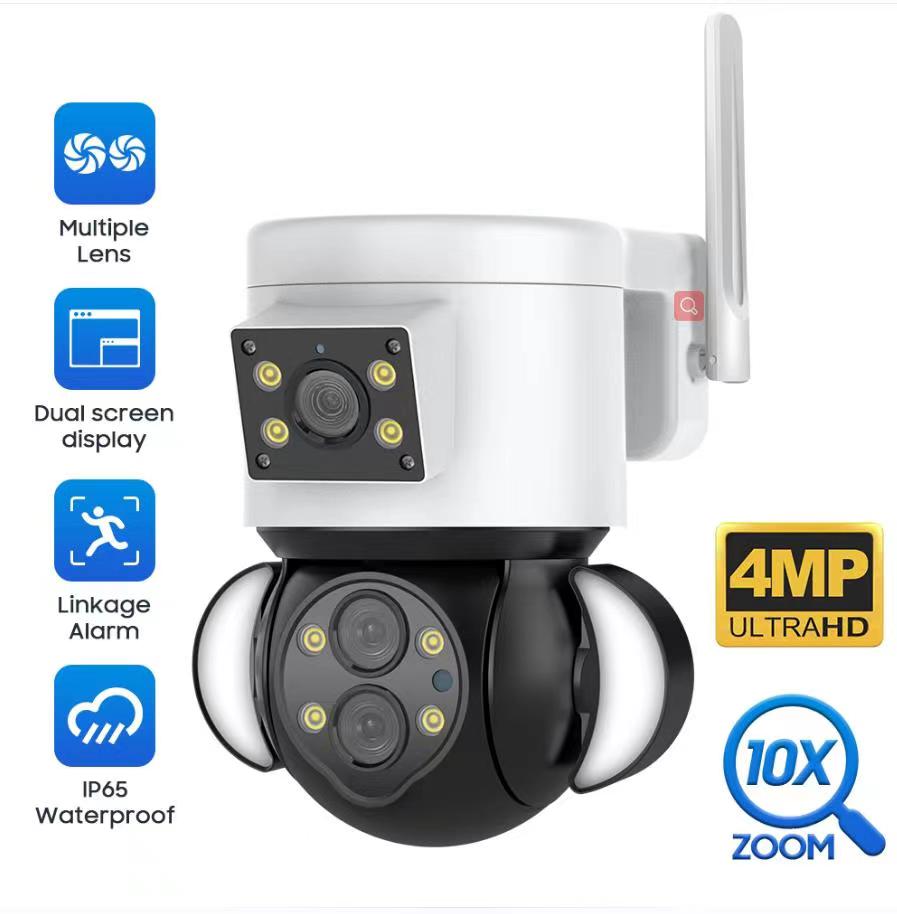 Multiple
Lens
Dual screen
display
Linkage
Alarm
IP65
Waterproof
4MP
ULTRAHD
10X
ZOOM